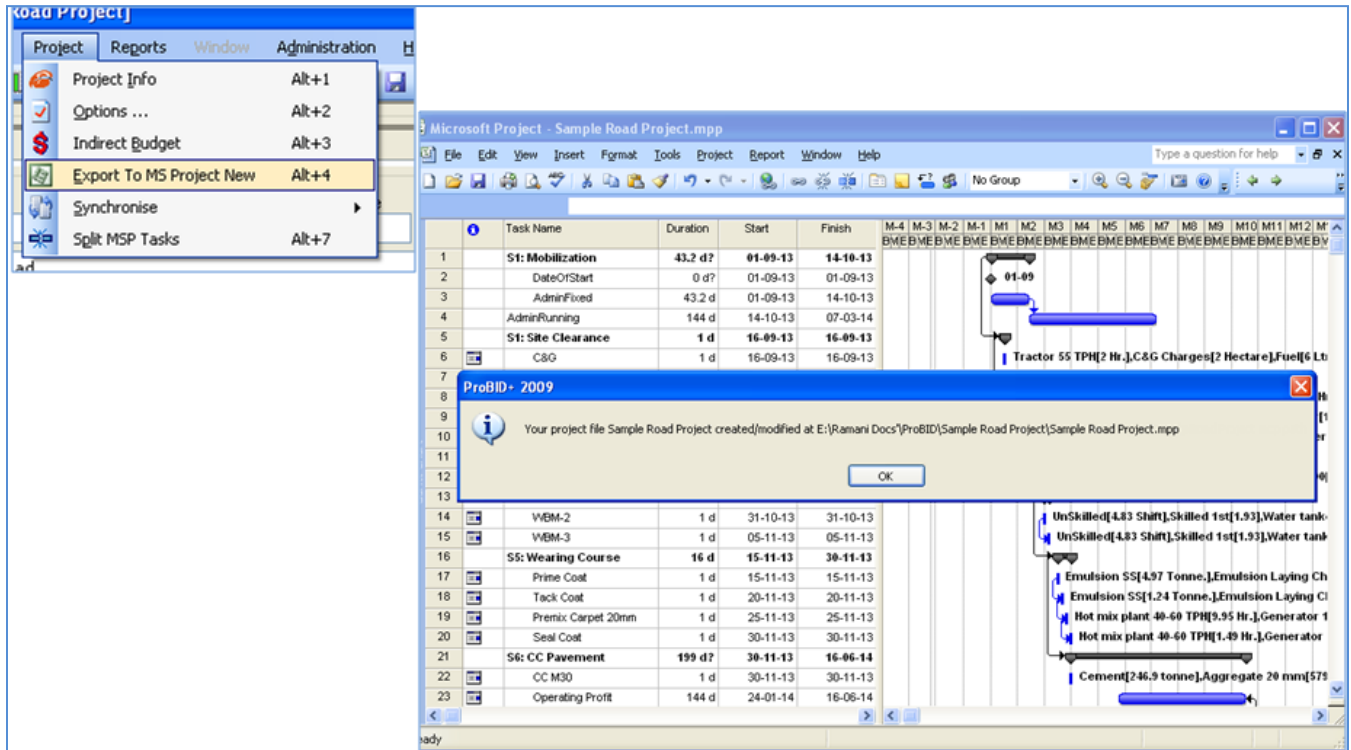 Road Project]
Project Reports Window Administration H
Project Info Alt+1
Options ... Alt+2
Indirect Budget Alt+3
Export To MS Project New Alt+4
Synchronise
Split MSP Tasks Alt+7
Microsoft Project - Sample Road Project.mpp
File Edit View Insert Format Tools Project Report Window Help Type a question for help
No Group
Task Name Duration Start Finish M-4 M-3 M-2 M-1 M1 M2 M3 M4 M5 M6 M7 M8 M9 M10 M11 M12
1 S1: Mobilization 43.2 d? 01-09-13 14-10-13
2 DateOfStart 0 d? 01-09-13 01-09-13 01-09
3 AdminFixed 43.2 d 01-09-13 14-10-13
4 AdminRunning 144 d 14-10-13 07-03-14
5 S1: Site Clearance 1 d 16-09-13 16-09-13
6 C&G 1 d 16-09-13 16-09-13 Tractor 55 TPH[2 Hr.],C&G Charges[2 Hectare],Fuel[6 Lt
7
ProBID+ 2009
8
9
Your project file Sample Road Project created/modified at E:\Ramani Docs'\ProBID\Sample Road Project\Sample Road Project.mpp
10
11
12
OK
13
14 WBM-2 1 d 31-10-13 31-10-13 UnSkilled[4.83 Shift],Skilled 1st[1.93],Water tank
15 WBM-3 1 d 05-11-13 05-11-13 UnSkilled[4.83 Shift],Skilled 1st[1.93],Water tank
16 S5: Wearing Course 16 d 15-11-13 30-11-13
17 Prime Coat 1 d 15-11-13 15-11-13 Emulsion SS[4.97 Tonne.],Emulsion Laying Ch
18 Tack Coat 1 d 20-11-13 20-11-13 Emulsion SS[1.24 Tonne.],Emulsion Laying Cl
19 Premix Carpet 20mm 1 d 25-11-13 25-11-13 Hot mix plant 40-60 TPH[9.95 Hr.],Generator 1
20 Seal Coat 1 d 30-11-13 30-11-13 Hot mix plant 40-60 TPH[1.49 Hr.],Generator
21 S6: CC Pavement 199 d? 30-11-13 16-06-14
22 CC M30 1 d 30-11-13 30-11-13 Cement[246.9 tonne],Aggregate 20 mm[579
23 Operating Profit 144 d 24-01-14 16-06-14
eady